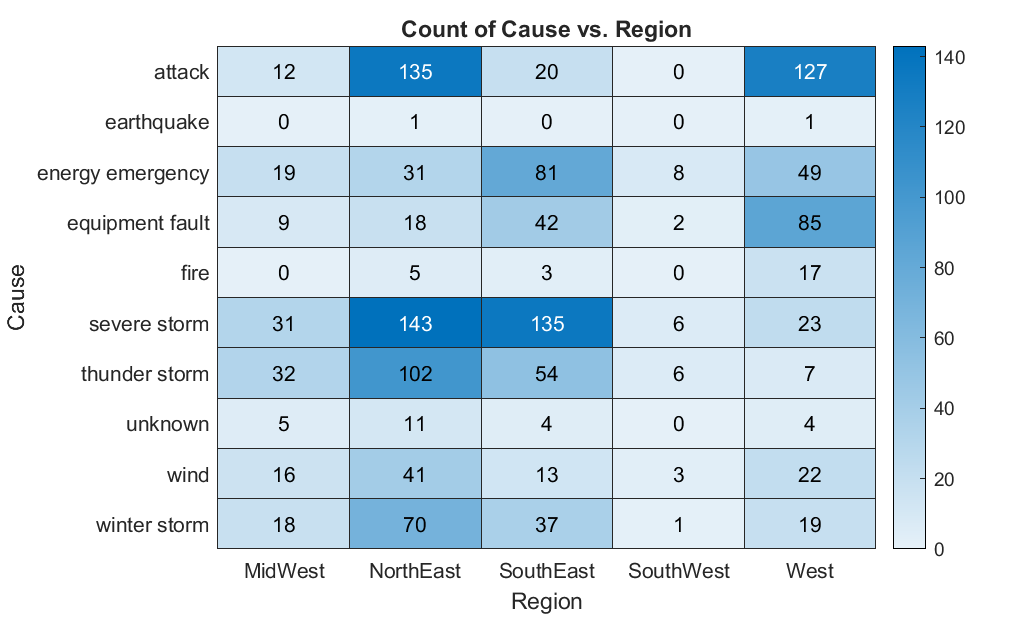 Count of Cause vs. Region
attack 12 135 20 0 127
earthquake 0 1 0 0 1
energy emergency 19 31 81 8 49
equipment fault 9 18 42 2 85
fire 0 5 3 0 17
severe storm 31 143 135 6 23
thunder storm 32 102 54 6 7
unknown 5 11 4 0 4
wind 16 41 13 3 22
winter storm 18 70 37 1 19
MidWest NorthEast SouthEast SouthWest West
Region
Cause
140
120
100
80
60
40
20
0